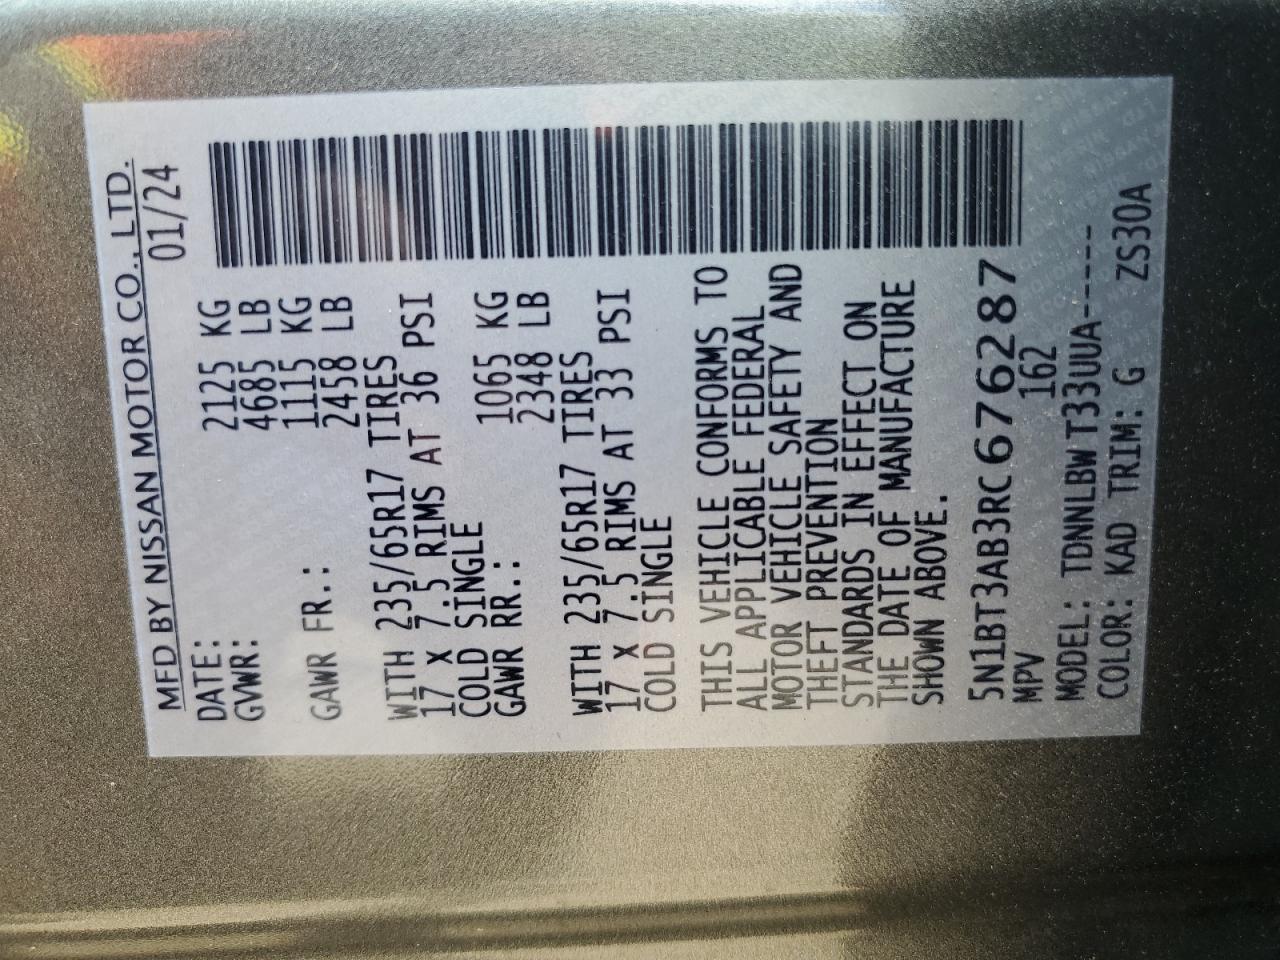 MFD BY NISSAN MOTOR CO., LTD.
DATE: 01/24
GVWR: 2125 KG
4685 LB
GAWR FR.: 1115 KG
2458 LB
WITH 235/65R17 TIRES
17 X 7.5 RIMS AT 36 PSI
COLD SINGLE
GAWR RR.: 1065 KG
2348 LB
WITH 235/65R17 TIRES
17 X 7.5 RIMS AT 33 PSI
COLD SINGLE
THIS VEHICLE CONFORMS TO
ALL APPLICABLE FEDERAL
MOTOR VEHICLE SAFETY AND
THEFT PREVENTION
STANDARDS IN EFFECT ON
THE DATE OF MANUFACTURE
SHOWN ABOVE.
5N1BT3AB3RC676287
MPV 162
MODEL: TDNNLBWT33UUA-----
COLOR: KAD TRIM: G ZS30A